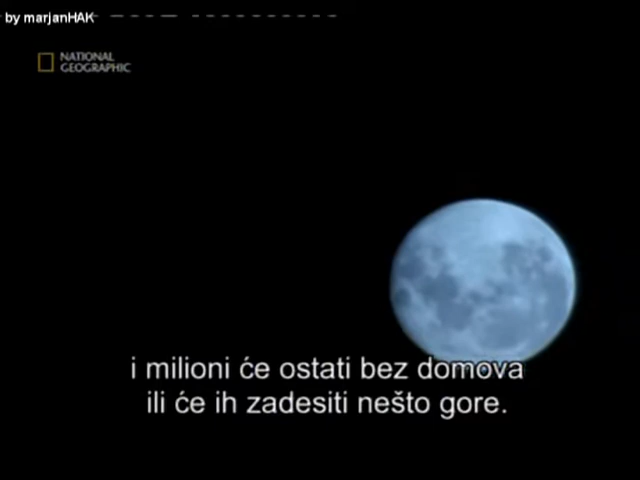 by marjanHAK
NATIONAL
GEOGRAPHIC
i milioni će ostati bez domova
ili će ih zadesiti nešto gore.